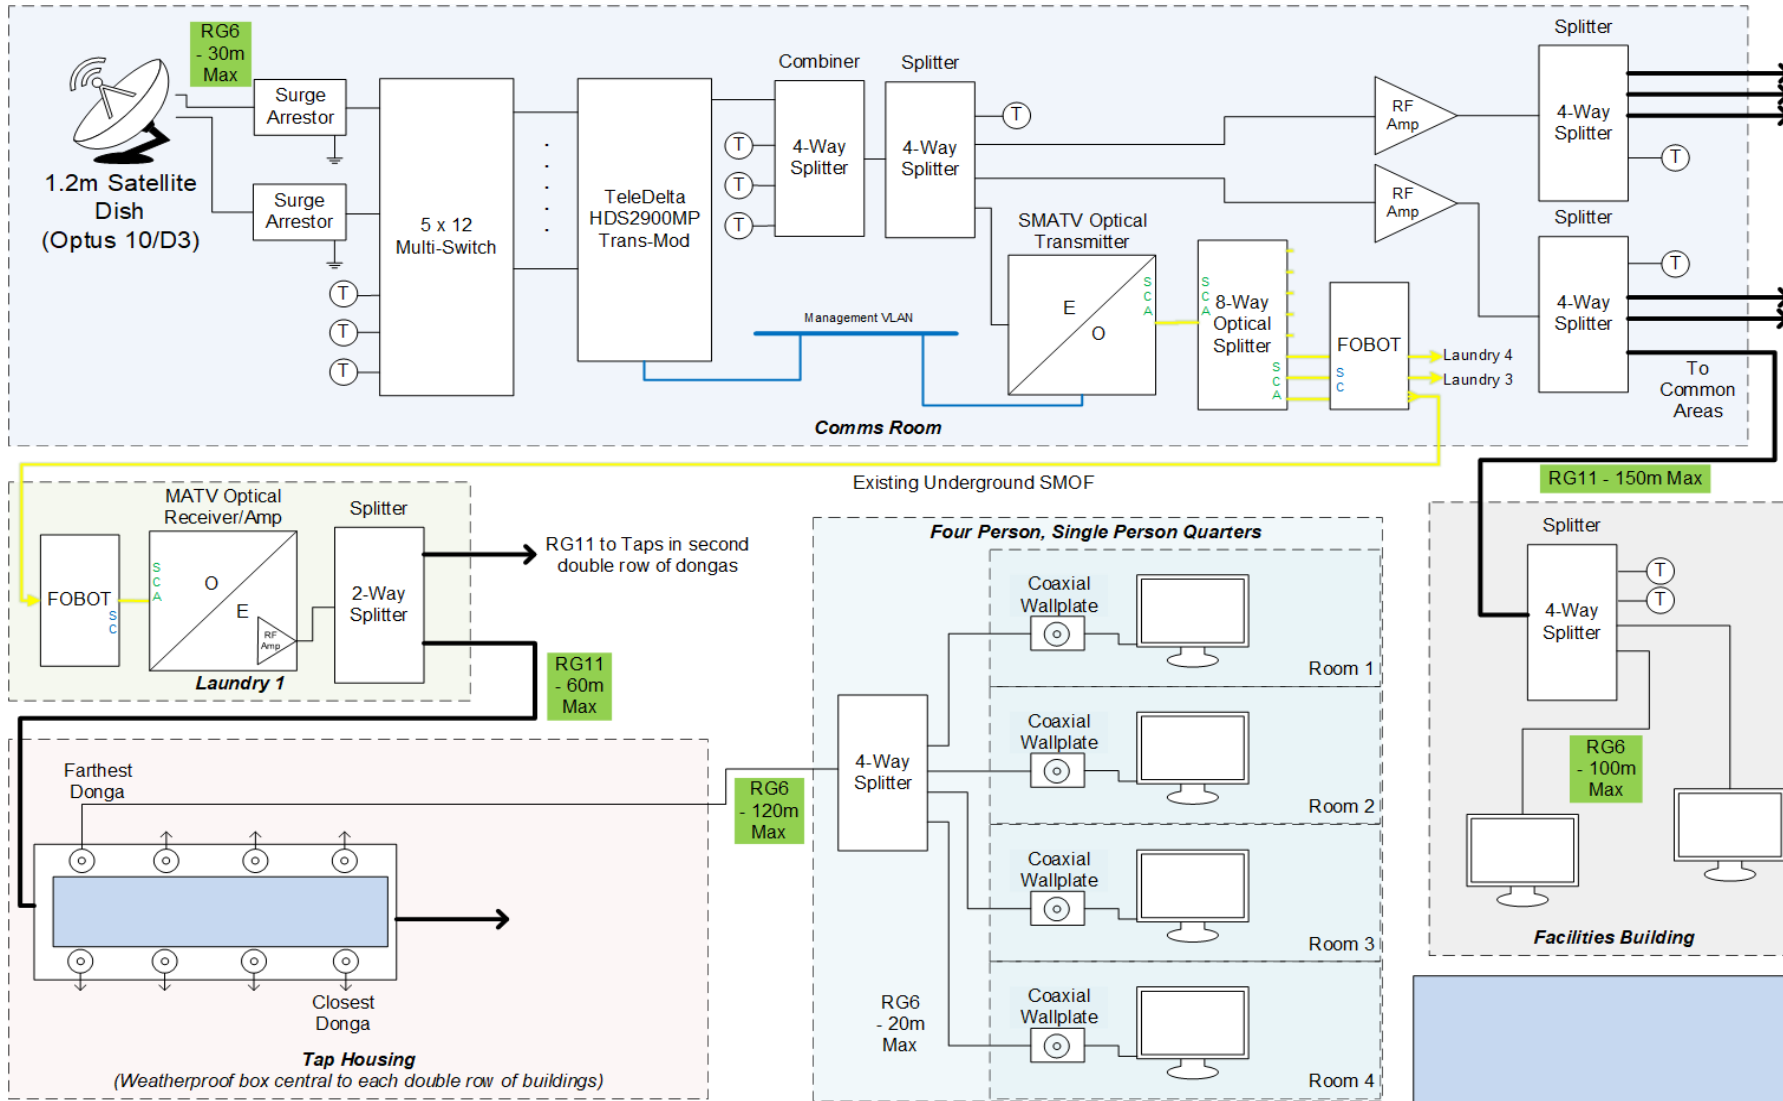 RG6
- 30m
Max
Surge
Arrestor
Surge
Arrestor
1.2m Satellite
Dish
(Optus 10/D3)
5 x 12
Multi-Switch
T
T
T
TeleDelta
HDS2900MP
Trans-Mod
Combiner
4-Way
Splitter
T
T
T
Splitter
4-Way
Splitter
T
RF
Amp
RF
Amp
Splitter
4-Way
Splitter
T
Splitter
4-Way
Splitter
T
SMATV Optical
Transmitter
E
O
S
C
A
S
C
A
8-Way
Optical
Splitter
S
C
A
FOBOT
S
C
Laundry 4
Laundry 3
To
Common
Areas
Management VLAN
Comms Room
Existing Underground SMOF
RG11 - 150m Max
MATV Optical
Receiver/Amp
FOBOT
S
C
S
C
A
O
E
RF
Amp
Splitter
2-Way
Splitter
Laundry 1
RG11 to Taps in second
double row of dongas
RG11
- 60m
Max
Farthest
Donga
Closest
Donga
Tap Housing
(Weatherproof box central to each double row of buildings)
RG6
- 120m
Max
Four Person, Single Person Quarters
4-Way
Splitter
Coaxial
Wallplate
Room 1
Coaxial
Wallplate
Room 2
Coaxial
Wallplate
Room 3
RG6
- 20m
Max
Coaxial
Wallplate
Room 4
Splitter
4-Way
Splitter
T
T
RG6
- 100m
Max
Facilities Building